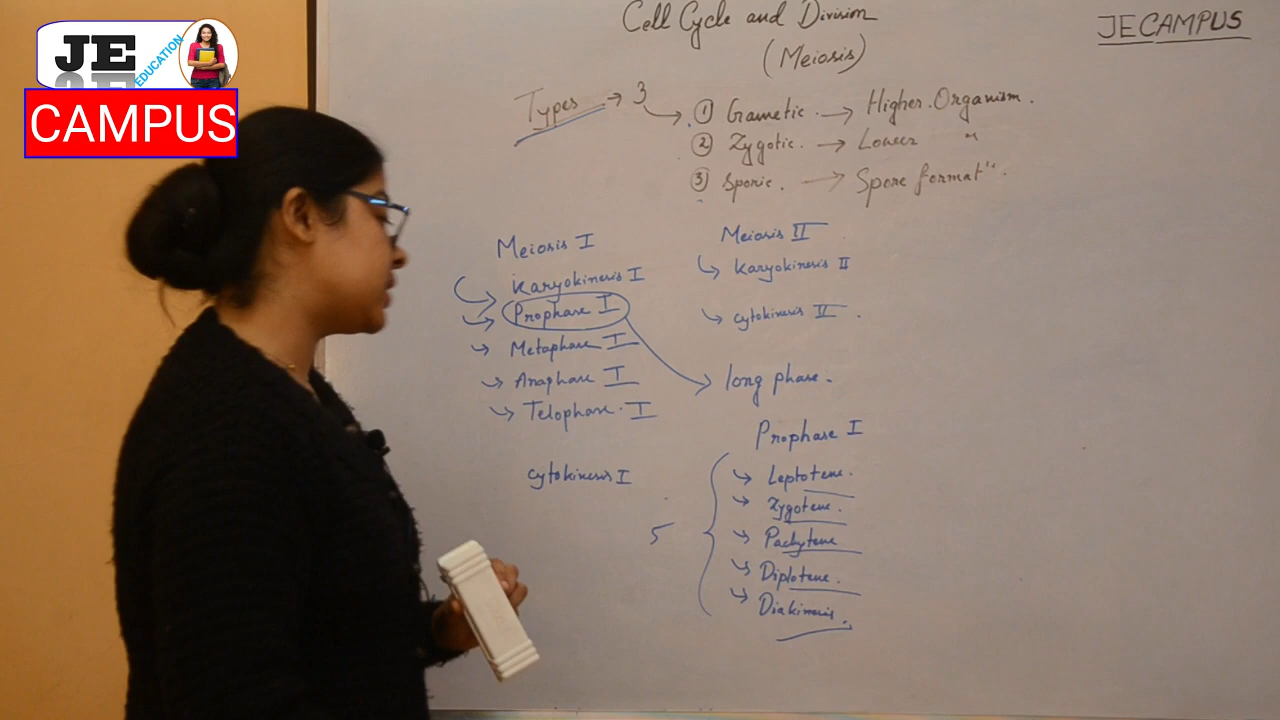 JE
EDUCATION
CAMPUS
Cell Cycle and Division
(Meiosis)
JECAMPUS
Types → 3
① Gametic. → Higher. Organism.
② Zygotic. → Lower "
③ Sporic. → Spore format".
Meiosis I
Karyokinesis I
Prophase I
Metaphase I
Anaphase I
Telophase. I
Cytokinesis I
Meiosis II
Karyokinesis II
Cytokinesis II.
long phase.
Prophase I
5
Leptotene.
Zygotene.
Pachytene
Diplotene.
Diakinesis.